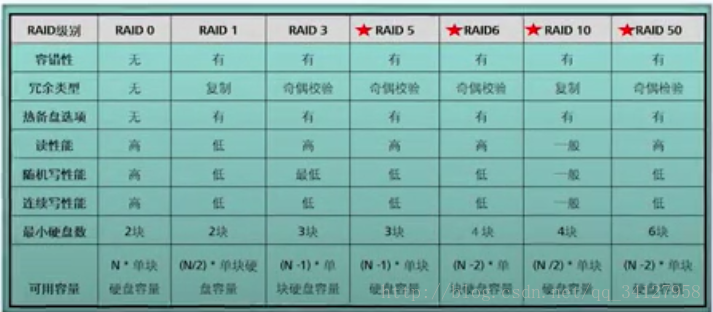 RAID级别 RAID 0 RAID 1 RAID 3 RAID 5 RAID6 RAID 10 RAID 50
容错性 无 有 有 有 有 有 有
冗余类型 无 复制 奇偶校验 奇偶校验 奇偶校验 复制 奇偶检验
热备盘选项 无 有 有 有 有 有 有
读性能 高 低 高 高 高 一般 高
随机写性能 高 低 最低 低 低 一般 低
连续写性能 高 低 低 低 低 一般 低
最小硬盘数 2块 2块 3块 3块 4块 4块 6块
可用容量 N * 单块硬盘容量 (N/2) * 单块硬盘容量 (N -1) * 单块硬盘容量 (N -1) * 单块硬盘容量 (N -2) * 单块硬盘容量 (N /2) * 单块硬盘容量 (N -2) * 单块硬盘容量